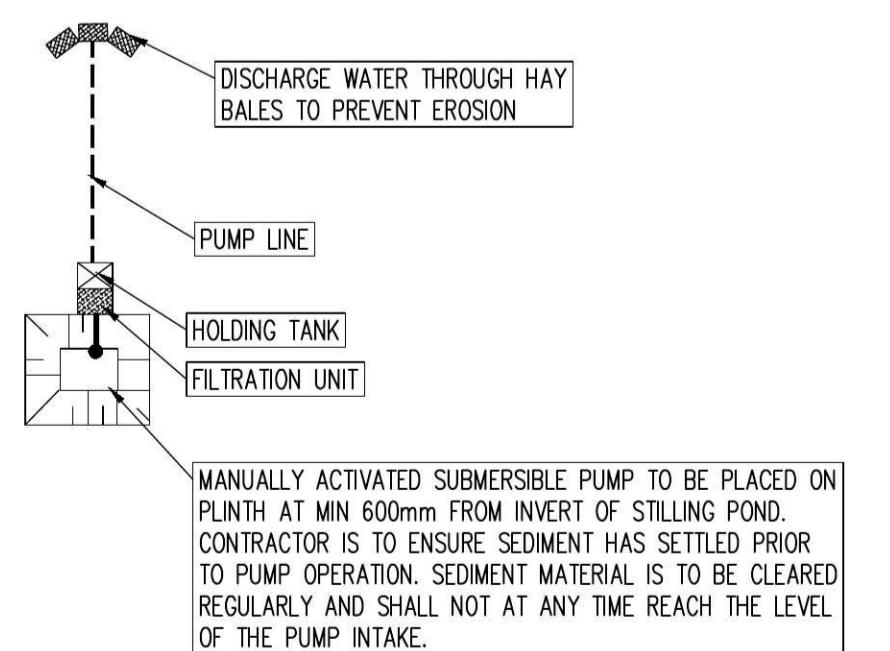 DISCHARGE WATER THROUGH HAY
BALES TO PREVENT EROSION
PUMP LINE
HOLDING TANK
FILTRATION UNIT
MANUALLY ACTIVATED SUBMERSIBLE PUMP TO BE PLACED ON
PLINTH AT MIN 600mm FROM INVERT OF STILLING POND.
CONTRACTOR IS TO ENSURE SEDIMENT HAS SETTLED PRIOR
TO PUMP OPERATION. SEDIMENT MATERIAL IS TO BE CLEARED
REGULARLY AND SHALL NOT AT ANY TIME REACH THE LEVEL
OF THE PUMP INTAKE.